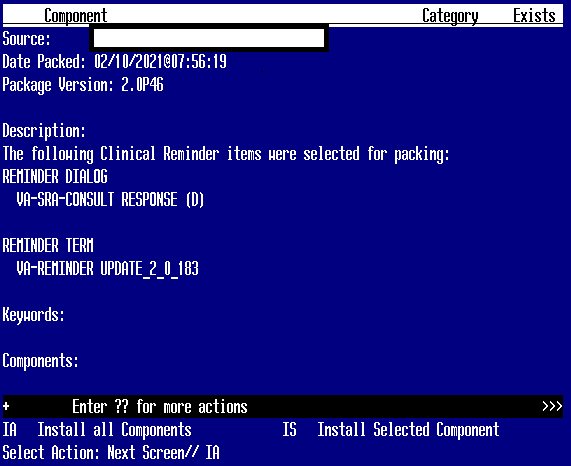 Component Category Exists
Source:
Date Packed: 02/10/2021@07:56:19
Package Version: 2.0P46
Description:
The following Clinical Reminder items were selected for packing:
REMINDER DIALOG
VA-SRA-CONSULT RESPONSE (D)
REMINDER TERM
VA-REMINDER UPDATE_2_0_183
Keywords:
Components:
+ Enter ?? for more actions >>>
IA Install all Components IS Install Selected Component
Select Action: Next Screen// IA